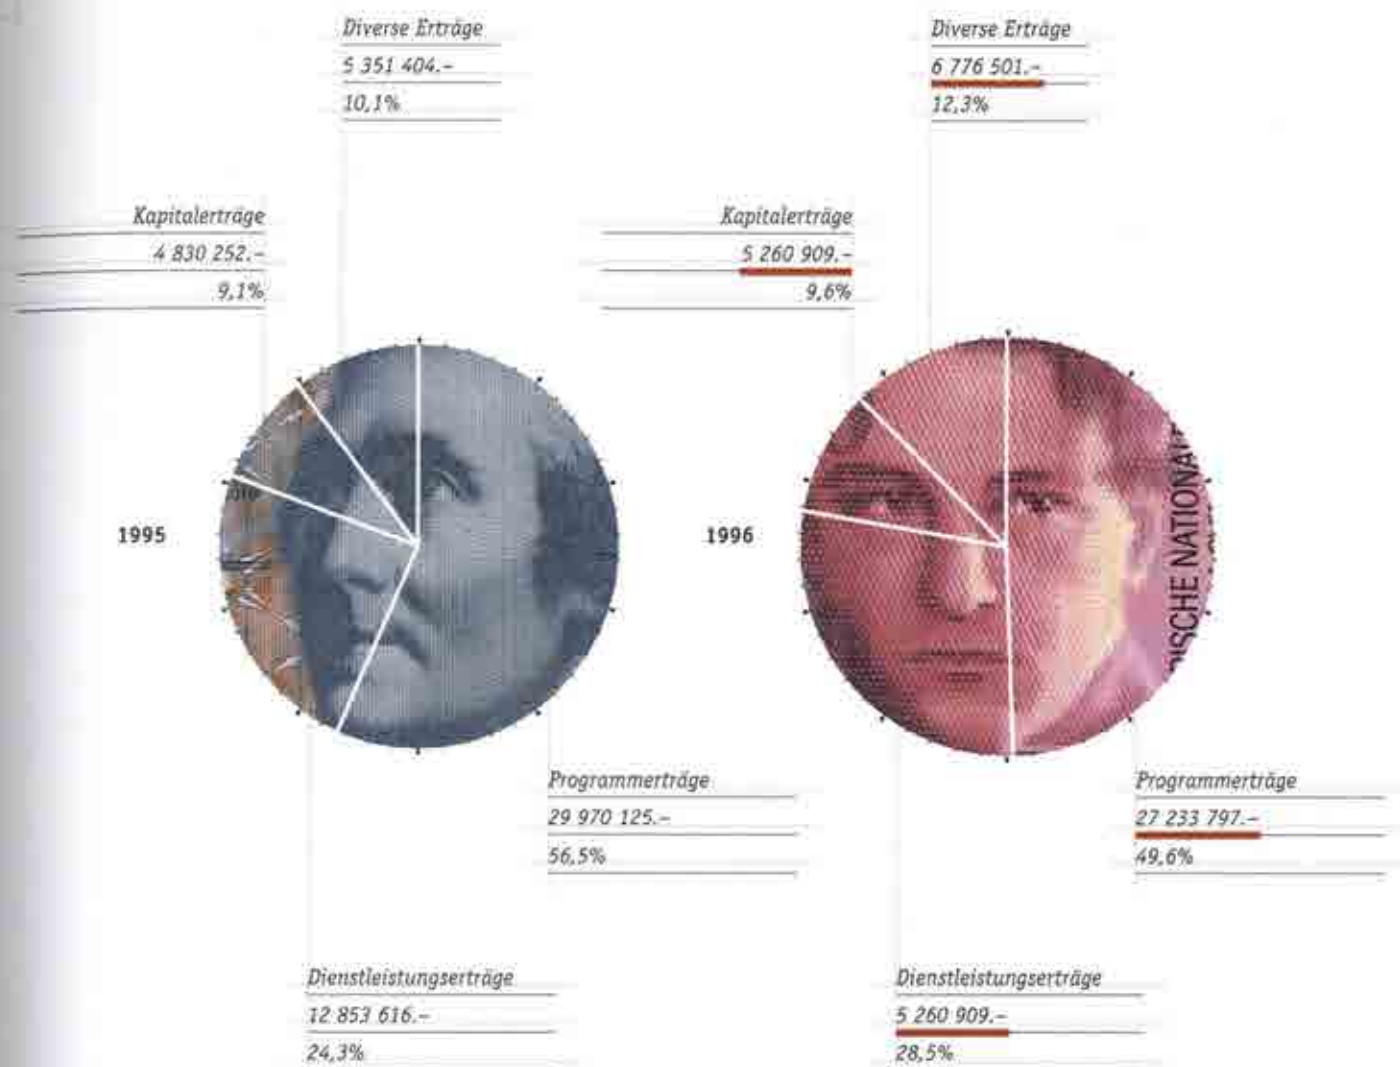 Diverse Erträge
5 351 404.–
10,1%
Kapitalerträge
4 830 252.–
9,1%
1995
Programmerträge
29 970 125.–
56,5%
Dienstleistungserträge
12 853 616.–
24,3%
Diverse Erträge
6 776 501.–
12,3%
Kapitalerträge
5 260 909.–
9,6%
1996
DISCHE NATIONA
Programmerträge
27 233 797.–
49,6%
Dienstleistungserträge
5 260 909.–
28,5%